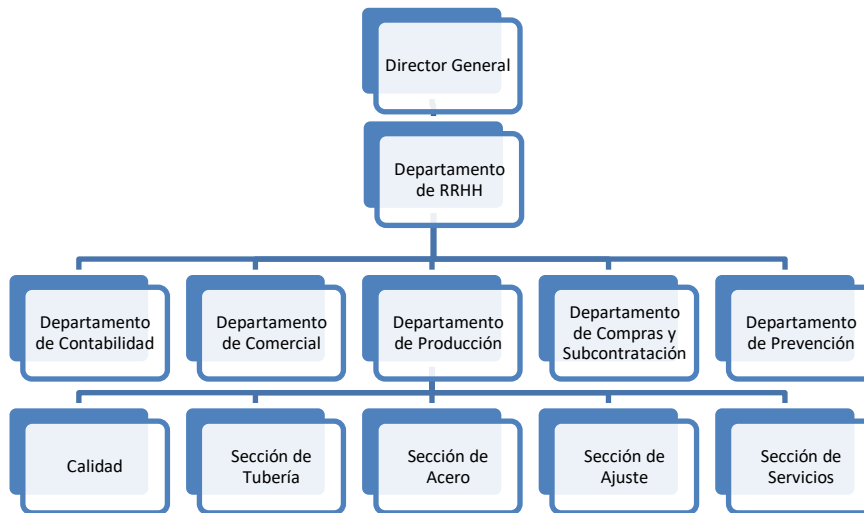 Director General
Departamento
de RRHH
Departamento
de Contabilidad
Departamento
de Comercial
Departamento
de Producción
Departamento
de Compras y
Subcontratación
Departamento
de Prevención
Calidad
Sección de
Tubería
Sección de
Acero
Sección de
Ajuste
Sección de
Servicios